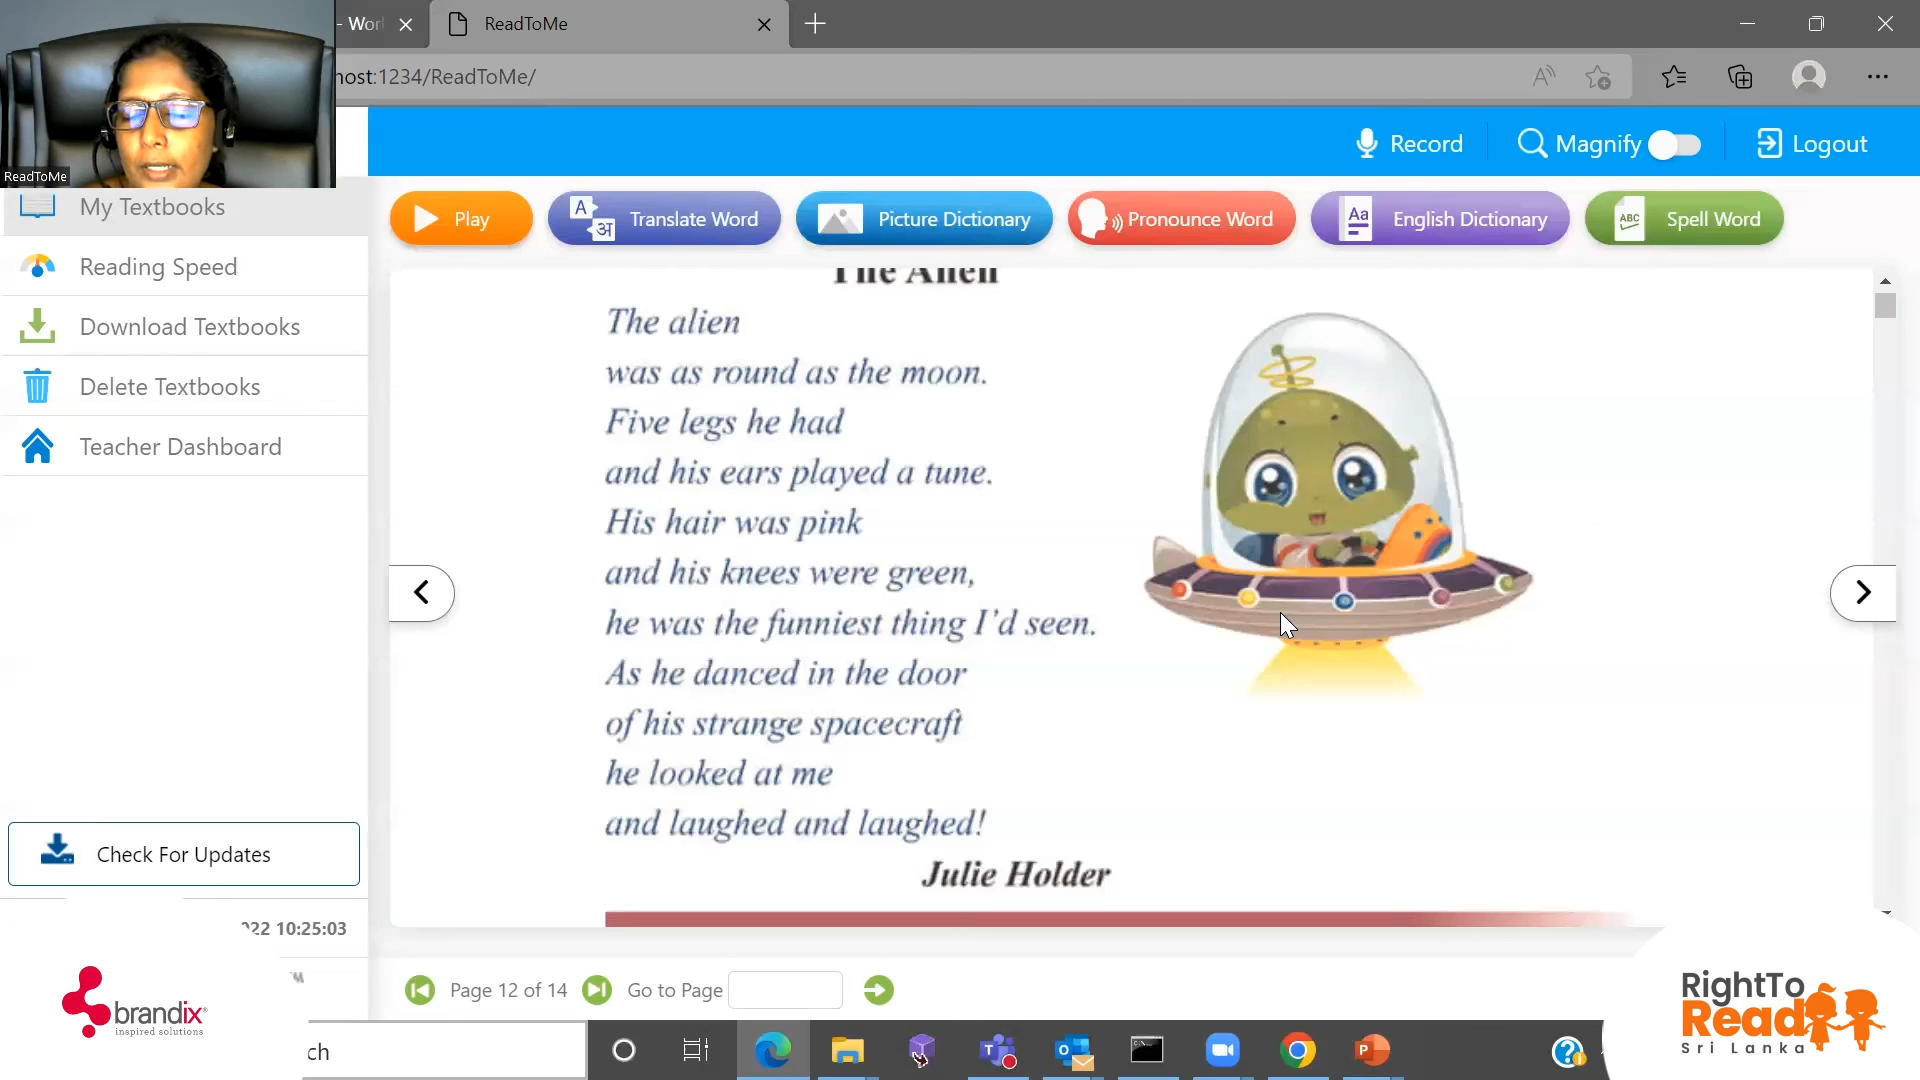 - Wor
ReadToMe
host:1234/ReadToMe/
ReadToMe
Record
Magnify
Logout
My Textbooks
Reading Speed
Download Textbooks
Delete Textbooks
Teacher Dashboard
Play
Translate Word
Picture Dictionary
Pronounce Word
English Dictionary
Spell Word
The Alien
The alien
was as round as the moon.
Five legs he had
and his ears played a tune.
His hair was pink
and his knees were green,
he was the funniest thing I'd seen.
As he danced in the door
of his strange spacecraft
he looked at me
and laughed and laughed!
Julie Holder
Check For Updates
022 10:25:03
brandix
inspired solutions
Page 12 of 14
Go to Page
RightTo
Read
Sri Lanka
ch